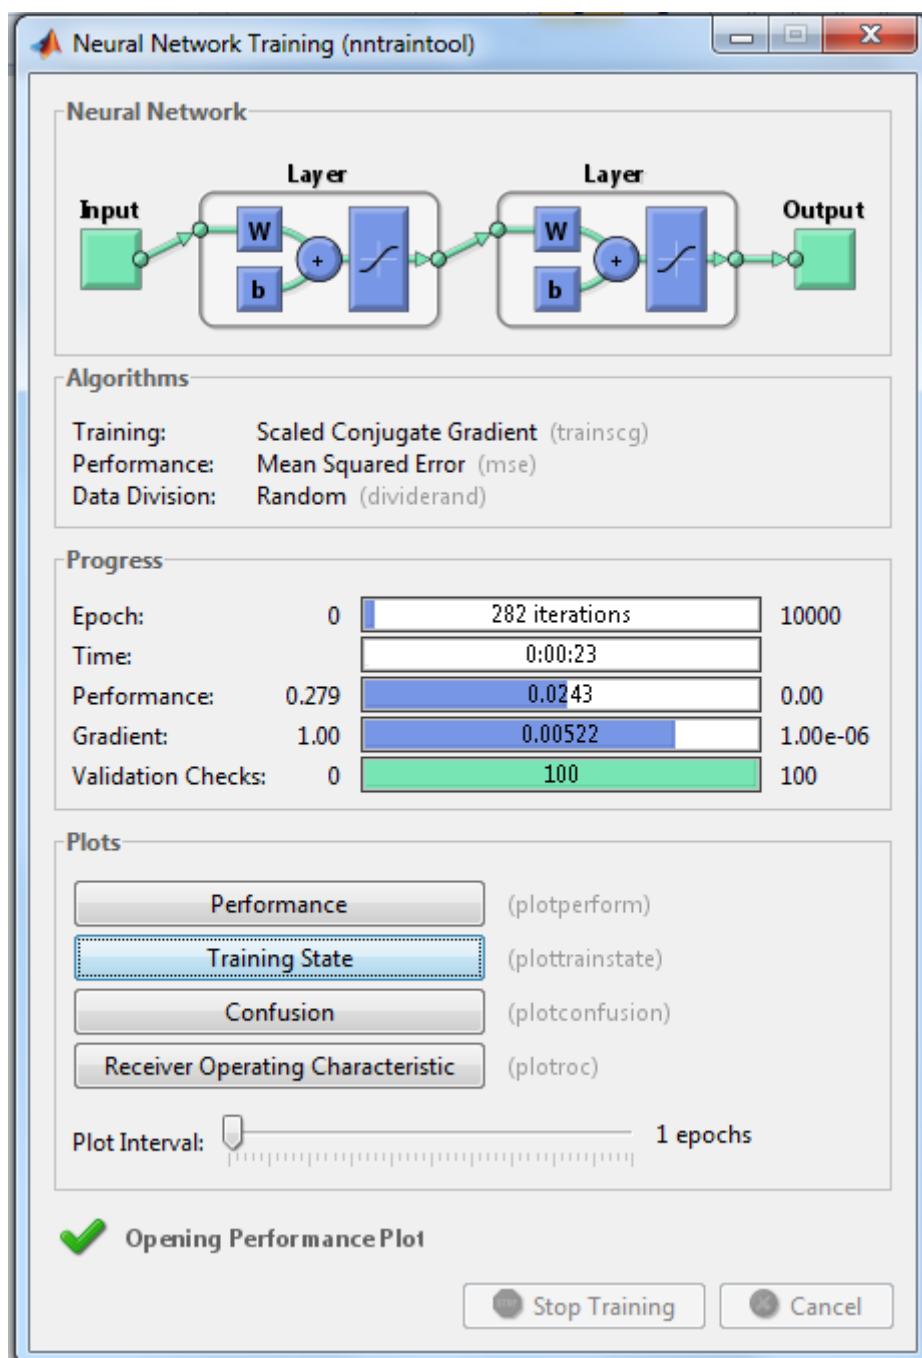 Neural Network Training (nntraintool)
Neural Network
Layer Layer
Input Output
W W
+ +
b b
Algorithms
Training: Scaled Conjugate Gradient (trainscg)
Performance: Mean Squared Error (mse)
Data Division: Random (dividerand)
Progress
Epoch: 0 282 iterations 10000
Time: 0:00:23
Performance: 0.279 0.0243 0.00
Gradient: 1.00 0.00522 1.00e-06
Validation Checks: 0 100 100
Plots
Performance (plotperform)
Training State (plottrainstate)
Confusion (plotconfusion)
Receiver Operating Characteristic (plotroc)
Plot Interval: 1 epochs
Opening Performance Plot
Stop Training Cancel